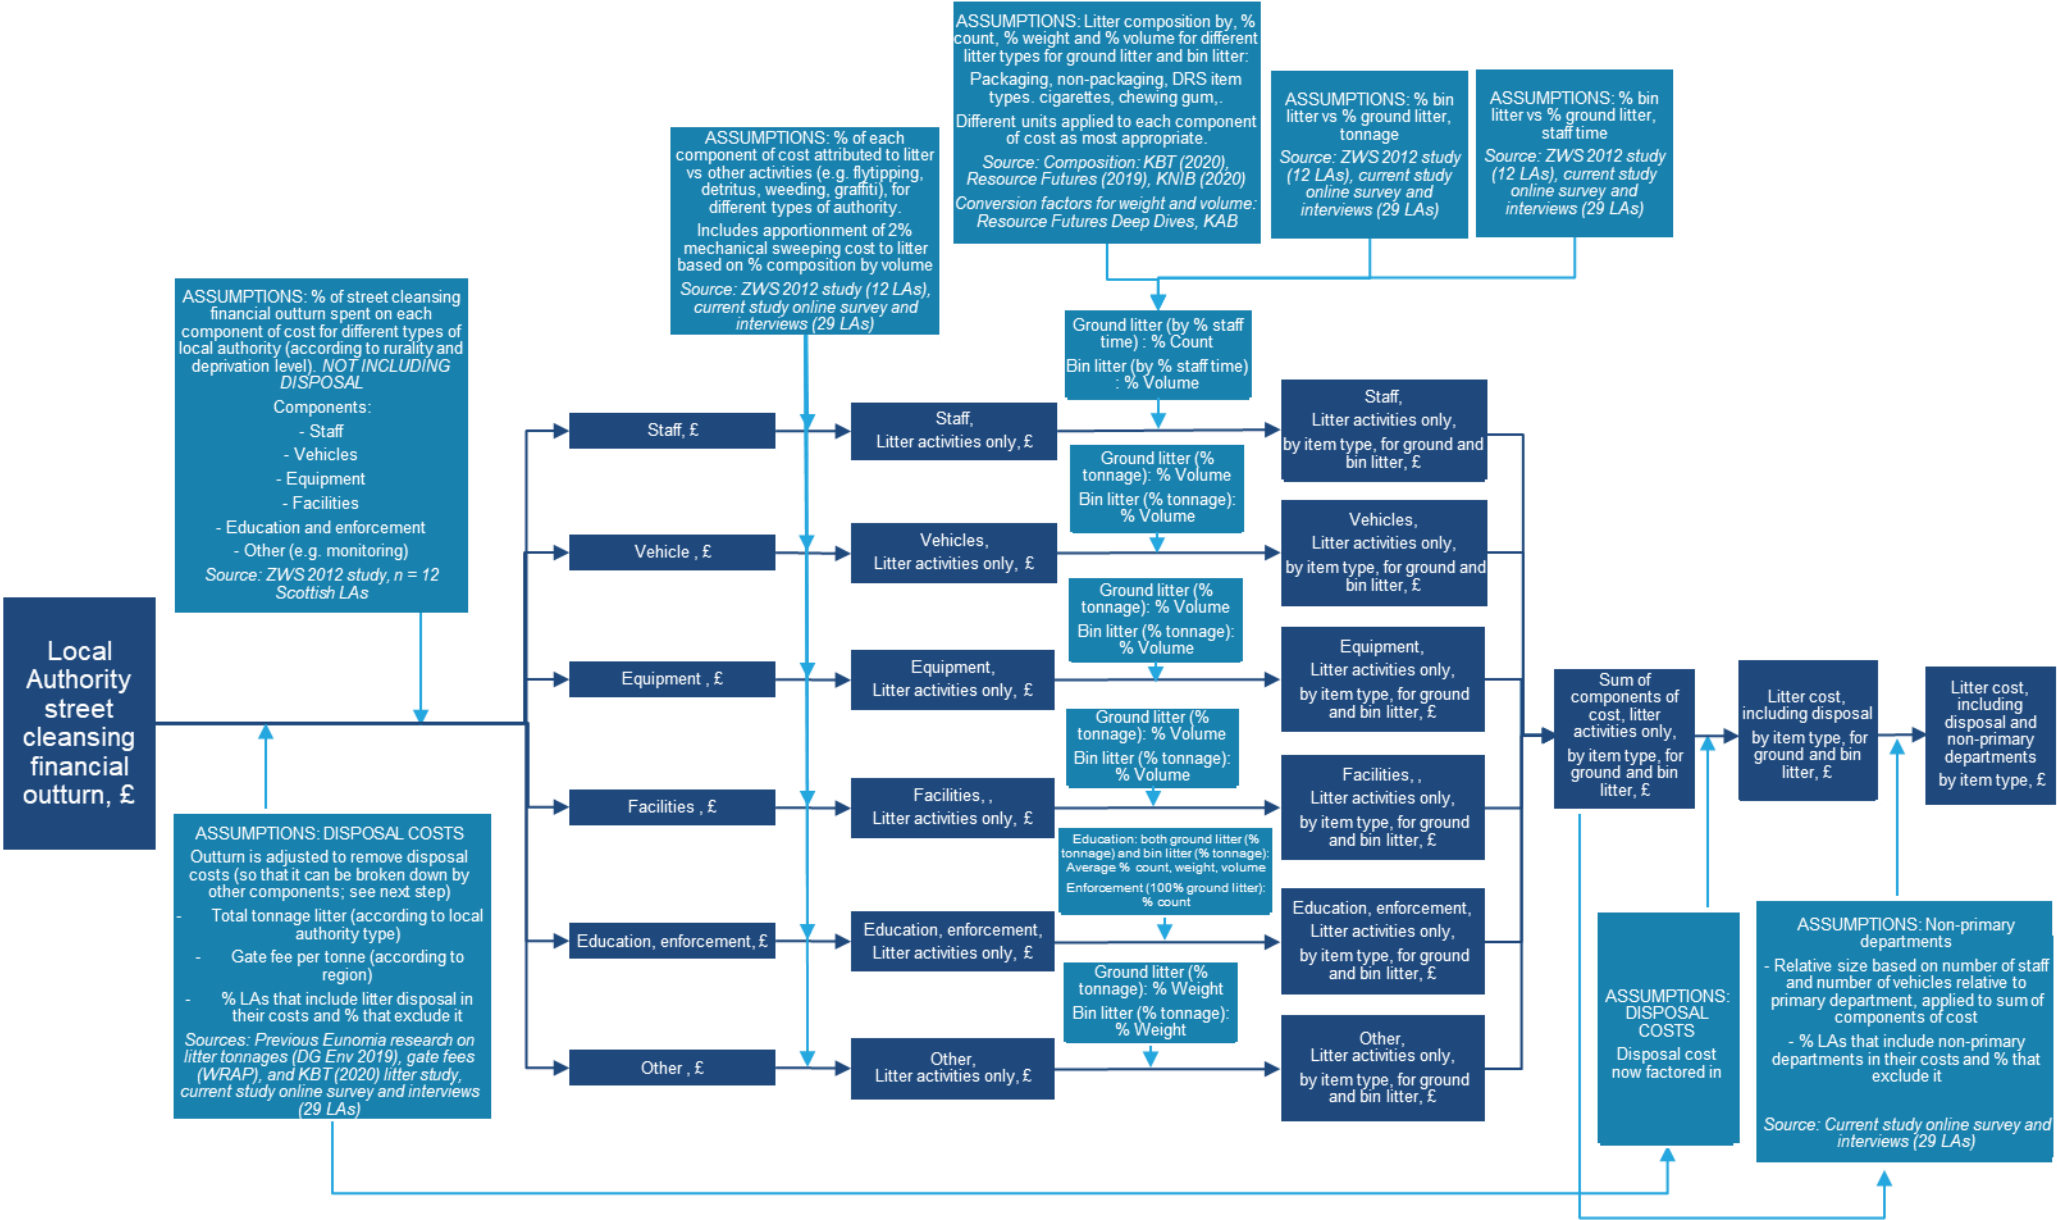 ASSUMPTIONS: Litter composition by, %
count, % weight and % volume for different
litter types for ground litter and bin litter:
Packaging, non-packaging, DRS item
types. cigarettes, chewing gum,.
Different units applied to each component
of cost as most appropriate.
Source: Composition: KBT (2020),
Resource Futures (2019), KNIB (2020)
Conversion factors for weight and volume:
Resource Futures Deep Dives, KAB
ASSUMPTIONS: % bin
litter vs % ground litter,
tonnage
Source: ZWS 2012 study
(12 LAs), current study
online survey and
interviews (29 LAs)
ASSUMPTIONS: % bin
litter vs % ground litter,
staff time
Source: ZWS 2012 study
(12 LAs), current study
online survey and
interviews (29 LAs)
ASSUMPTIONS: % of each
component of cost attributed to litter
vs other activities (e.g. flytipping,
detritus, weeding, graffiti), for
different types of authority.
Includes apportionment of 2%
mechanical sweeping cost to litter
based on % composition by volume
Source: ZWS 2012 study (12 LAs),
current study online survey and
interviews (29 LAs)
ASSUMPTIONS: % of street cleansing
financial outturn spent on each
component of cost for different types of
local authority (according to rurality and
deprivation level). NOT INCLUDING
DISPOSAL
Components:
- Staff
- Vehicles
- Equipment
- Facilities
- Education and enforcement
- Other (e.g. monitoring)
Source: ZWS 2012 study, n = 12
Scottish LAs
Local
Authority
street
cleansing
financial
outturn, £
ASSUMPTIONS: DISPOSAL COSTS
Outturn is adjusted to remove disposal
costs (so that it can be broken down by
other components; see next step)
- Total tonnage litter (according to local
authority type)
- Gate fee per tonne (according to
region)
- % LAs that include litter disposal in
their costs and % that exclude it
Sources: Previous Eunomia research on
litter tonnages (DG Env 2019), gate fees
(WRAP), and KBT (2020) litter study,
current study online survey and interviews
(29 LAs)
Staff, £
Vehicle , £
Equipment , £
Facilities , £
Education, enforcement, £
Other , £
Staff,
Litter activities only, £
Vehicles,
Litter activities only, £
Equipment,
Litter activities only, £
Facilities, ,
Litter activities only, £
Education, enforcement,
Litter activities only, £
Other,
Litter activities only, £
Ground litter (by % staff
time) : % Count
Bin litter (by % staff time)
: % Volume
Ground litter (%
tonnage): % Volume
Bin litter (% tonnage):
% Volume
Ground litter (%
tonnage): % Volume
Bin litter (% tonnage):
% Volume
Ground litter (%
tonnage): % Volume
Bin litter (% tonnage):
% Volume
Education: both ground litter (%
tonnage) and bin litter (% tonnage):
Average % count, weight, volume
Enforcement (100% ground litter):
% count
Ground litter (%
tonnage): % Weight
Bin litter (% tonnage):
% Weight
Staff,
Litter activities only,
by item type, for ground and
bin litter, £
Vehicles,
Litter activities only,
by item type, for ground and
bin litter, £
Equipment,
Litter activities only,
by item type, for ground
and bin litter, £
Facilities, ,
Litter activities only,
by item type, for ground
and bin litter, £
Education, enforcement,
Litter activities only,
by item type, for ground
and bin litter, £
Other,
Litter activities only,
by item type, for ground
and bin litter, £
Sum of
components of
cost, litter
activities only,
by item type, for
ground and bin
litter, £
Litter cost,
including disposal
by item type, for
ground and bin
litter, £
Litter cost,
including
disposal and
non-primary
departments
by item type, £
ASSUMPTIONS:
DISPOSAL
COSTS
Disposal cost
now factored in
ASSUMPTIONS: Non-primary
departments
- Relative size based on number of staff
and number of vehicles relative to
primary department, applied to sum of
components of cost
- % LAs that include non-primary
departments in their costs and % that
exclude it
Source: Current study online survey and
interviews (29 LAs)